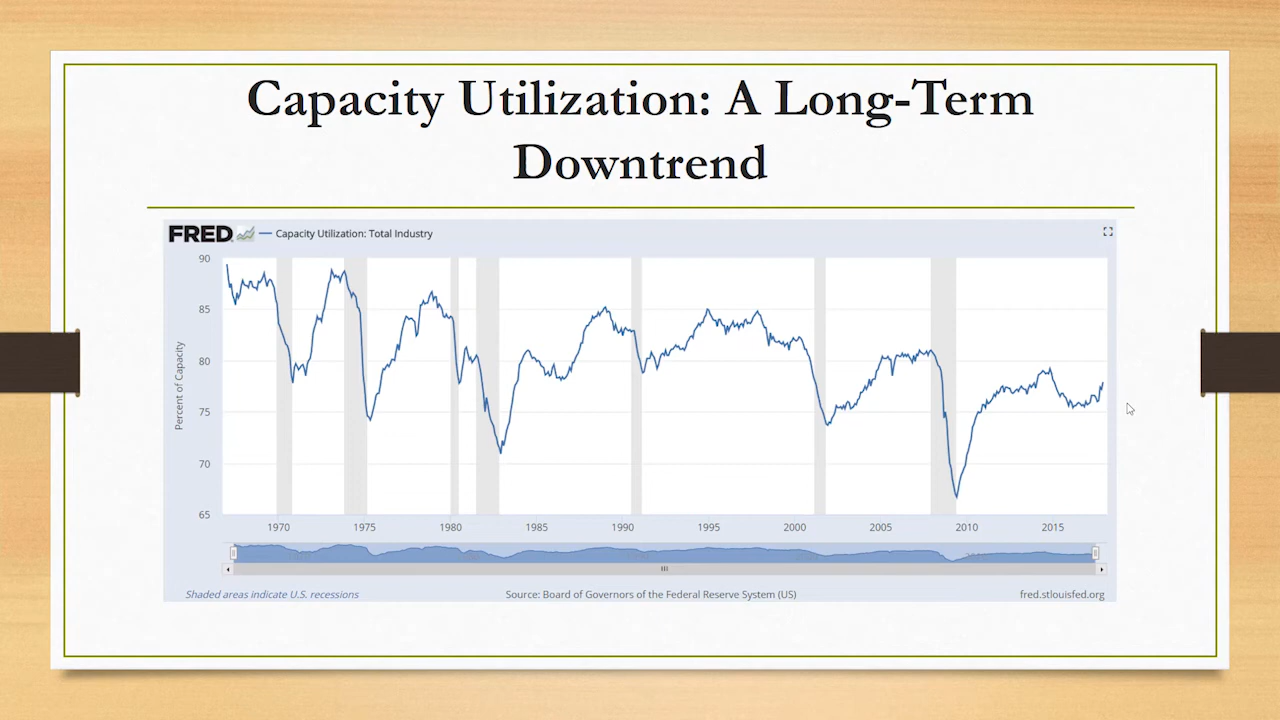 Capacity Utilization: A Long-Term
Downtrend
FRED Capacity Utilization: Total Industry
90
85
80
75
70
65
Percent of Capacity
1970 1975 1980 1985 1990 1995 2000 2005 2010 2015
Shaded areas indicate U.S. recessions Source: Board of Governors of the Federal Reserve System (US) fred.stlouisfed.org